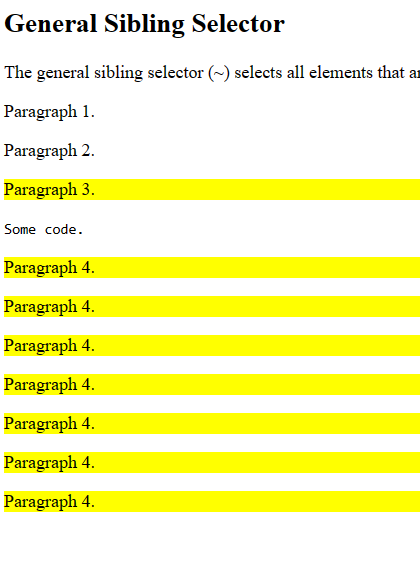 General Sibling Selector
The general sibling selector (~) selects all elements that
Paragraph 1.
Paragraph 2.
Paragraph 3.
Some code.
Paragraph 4.
Paragraph 4.
Paragraph 4.
Paragraph 4.
Paragraph 4.
Paragraph 4.
Paragraph 4.